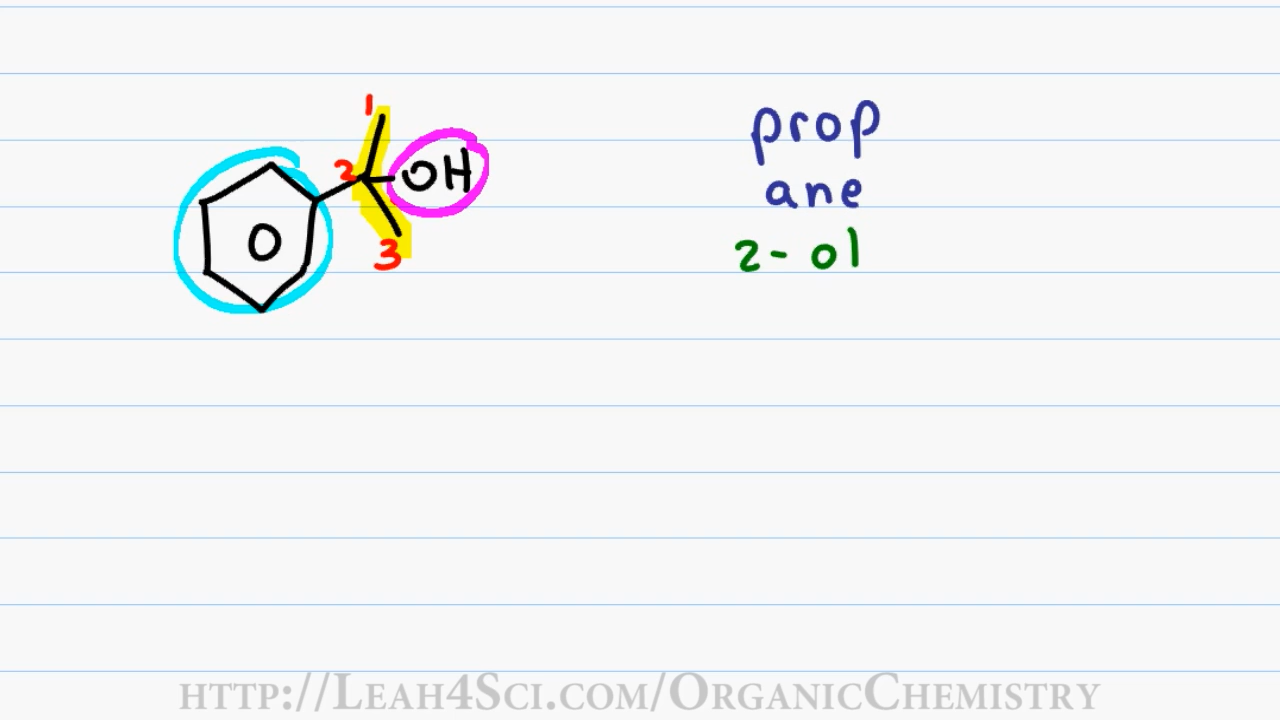 1
2 OH
3
O
prop
ane
2-ol
HTTP://LEAH4SCI.COM/ORGANICCHEMISTRY